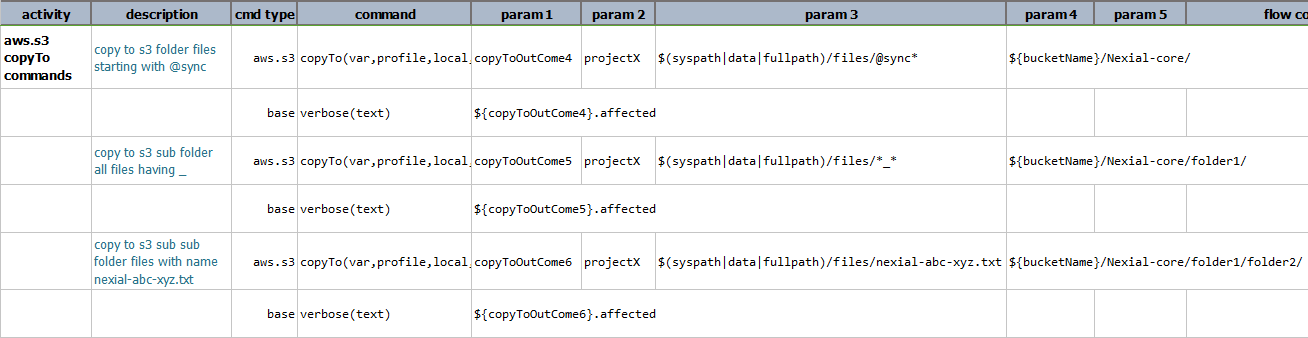 activity description cmd type command param 1 param 2 param 3 param 4 param 5 flow co
aws.s3
copyTo
commands
copy to s3 folder files
starting with @sync
aws.s3 copyTo(var,profile,local, copyToOutCome4 projectX $(syspath|data|fullpath)/files/@sync* ${bucketName}/Nexial-core/
base verbose(text) ${copyToOutCome4}.affected
copy to s3 sub folder
all files having _
aws.s3 copyTo(var,profile,local, copyToOutCome5 projectX $(syspath|data|fullpath)/files/*_* ${bucketName}/Nexial-core/folder1/
base verbose(text) ${copyToOutCome5}.affected
copy to s3 sub sub
folder files with name
nexial-abc-xyz.txt
aws.s3 copyTo(var,profile,local, copyToOutCome6 projectX $(syspath|data|fullpath)/files/nexial-abc-xyz.txt ${bucketName}/Nexial-core/folder1/folder2/
base verbose(text) ${copyToOutCome6}.affected